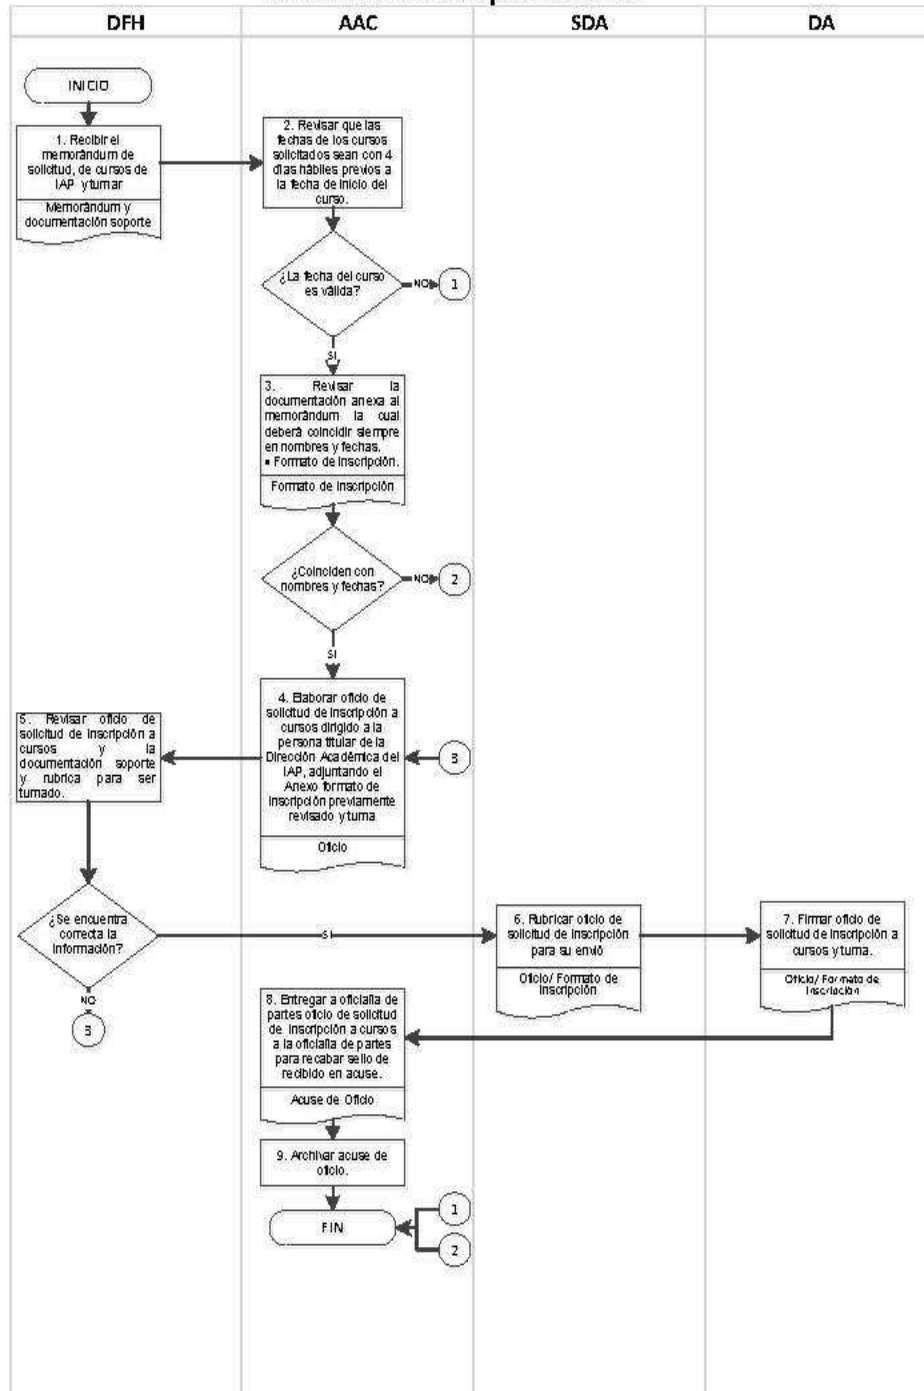 DFH
AAC
SDA
DA
INICIO
1. Recibir el
memorándum de
solicitud, de cursos de
IAP y turnar
Memorándum y
documentación soporte
2. Revisar que las
fechas de los cursos
solicitados sean con 4
días hábiles previos a
la fecha de inicio del
curso.
¿La fecha del curso
es válida?
NO
1
SI
3. Revisar la
documentación anexa al
memorándum la cual
deberá coincidir siempre
en nombres y fechas.
• Formato de inscripción.
Formato de inscripción
¿Coinciden con
nombres y fechas?
NO
2
SI
4. Elaborar oficio de
solicitud de inscripción a
cursos dirigido a la
persona titular de la
Dirección Académica del
IAP, adjuntando el
Anexo formato de
inscripción previamente
revisado y turna
Oficio
3
5. Revisar oficio de
solicitud de inscripción a
cursos y la
documentación soporte
y rubrica para ser
turnado.
¿Se encuentra
correcta la
información?
SI
NO
3
6. Rubricar oficio de
solicitud de inscripción
para su envió
Oficio/ Formato de
inscripción
7. Firmar oficio de
solicitud de inscripción a
cursos y turna.
Oficio/ Formato de
inscripción
8. Entregar a oficialía de
partes oficio de solicitud
de inscripción a cursos
a la oficialía de partes
para recabar sello de
recibido en acuse.
Acuse de Oficio
9. Archivar acuse de
oficio.
FIN
1
2